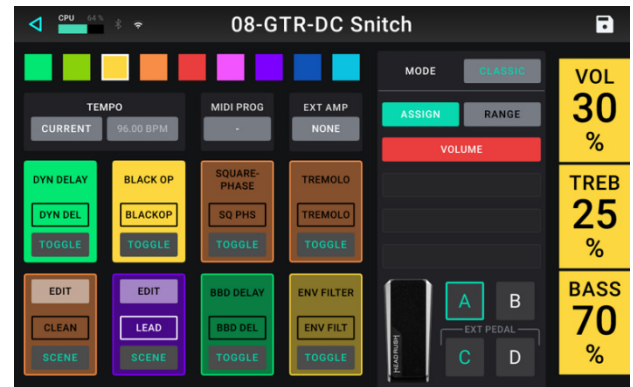 CPU 64 %
08-GTR-DC Snitch
TEMPO
CURRENT 96.00 BPM
MIDI PROG
-
EXT AMP
NONE
MODE CLASSIC
ASSIGN RANGE
VOLUME
VOL
30
%
TREB
25
%
BASS
70
%
DYN DELAY
DYN DEL
TOGGLE
BLACK OP
BLACKOP
TOGGLE
SQUARE-
PHASE
SQ PHS
TOGGLE
TREMOLO
TREMOLO
TOGGLE
EDIT
CLEAN
SCENE
EDIT
LEAD
SCENE
BBD DELAY
BBD DEL
TOGGLE
ENV FILTER
ENV FILT
TOGGLE
HEADRUSH
A B
EXT PEDAL
C D